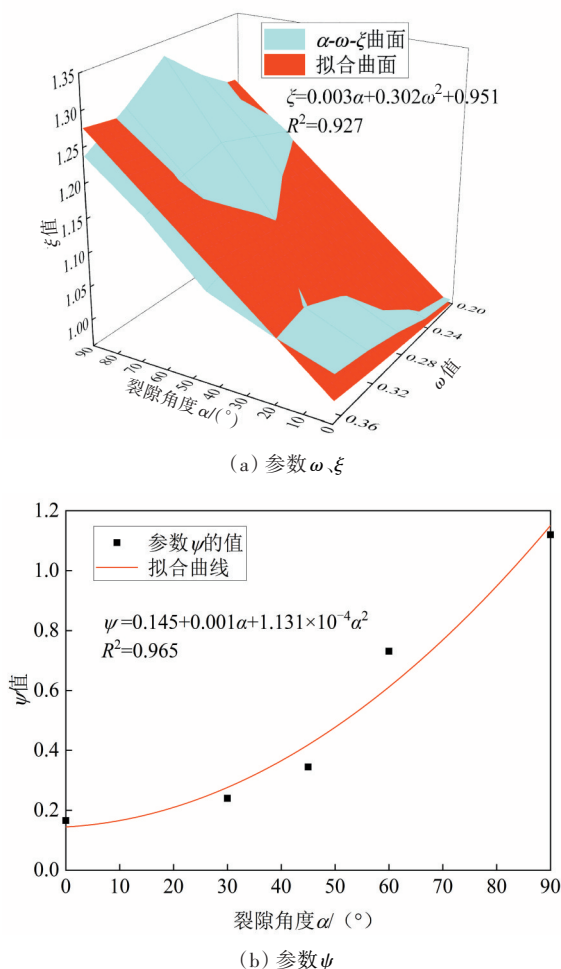 α-ω-ξ曲面
拟合曲面
ξ=0.003α+0.302ω²+0.951
R²=0.927
1.35
1.30
1.25
1.20
1.15
1.10
1.05
1.00
ξ值
90
80
70
60
50
40
30
20
10
0
裂隙角度α/(°)
0.20
0.24
0.28
0.32
0.36
ω值
(a) 参数ω、ξ
参数ψ的值
拟合曲线
ψ=0.145+0.001α+1.131×10⁻⁴α²
R²=0.965
1.2
1.0
0.8
0.6
0.4
0.2
0.0
ψ值
0 10 20 30 40 50 60 70 80 90
裂隙角度α/（°）
(b) 参数ψ